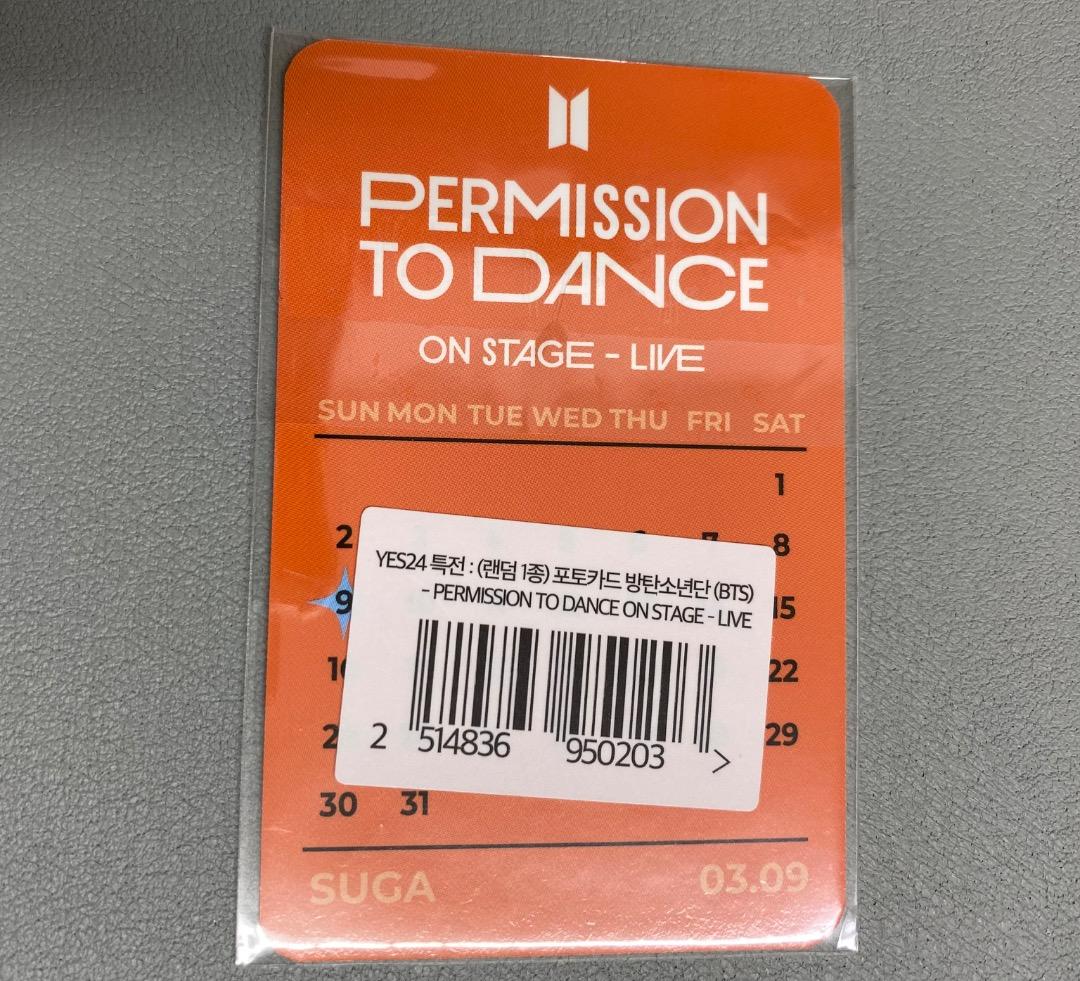 PERMISSION
TO DANCE
ON STAGE - LIVE
SUN MON TUE WED THU FRI SAT
1
2 8
YES24 특전 : (랜덤 1종) 포토카드 방탄소년단 (BTS)
- PERMISSION TO DANCE ON STAGE - LIVE
9 15
22
29
2 514836 950203 >
30 31
SUGA 03.09